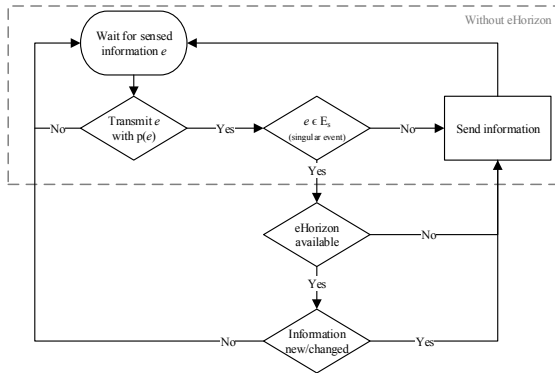 Without eHorizon
Wait for sensed
information e
Transmit e
with p(e)
No
Yes
e ϵ Es
(singular event)
No
Send information
Yes
eHorizon
available
No
Yes
Information
new/changed
No
Yes